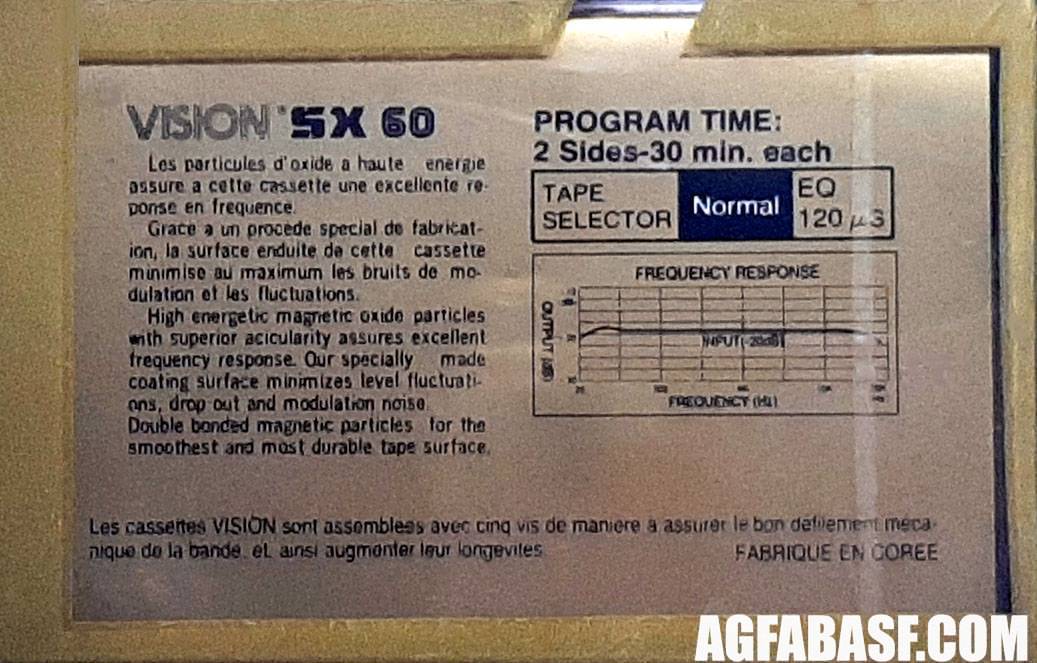 VISION SX 60
Les particules d'oxide a haute energie
assure a cette cassette une excellente re-
ponse en frequence.
Grace a un procede special de fabricat-
ion, la surface enduite de cette cassette
minimise au maximum les bruits de mo-
dulation et les fluctuations.
High energetic magnetic oxide particles
with superior acicularity assures excellent
frequency response. Our specially made
coating surface minimizes level fluctuati-
ons, drop out and modulation noise.
Double bonded magnetic particles for the
smoothest and most durable tape surface.
PROGRAM TIME:
2 Sides-30 min. each
TAPE
SELECTOR
Normal
EQ
120 µS
FREQUENCY RESPONSE
OUTPUT (dB)
INPUT(-20dB)
FREQUENCY (Hz)
Les cassettes VISION sont assemblees avec cinq vis de maniere a assurer le bon defilement meca-
nique de la bande et ainsi augmenter leur longevites
FABRIQUE EN COREE
AGFABASF.COM